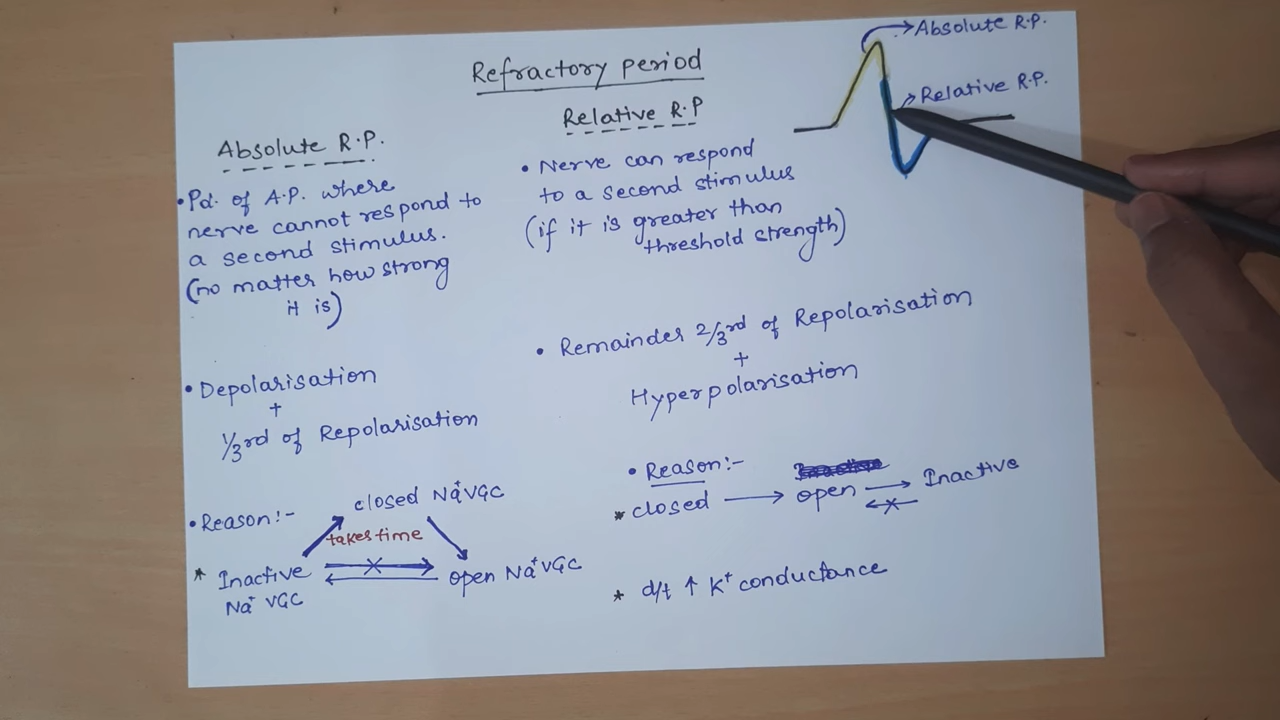 Refractory period
Absolute R.P.
Relative R.P.
Absolute R.P.
• Pd. of A.P. where
nerve cannot respond to
a second stimulus.
(no matter how strong
it is)
• Depolarisation
+
1/3rd of Repolarisation
• Reason:-
closed Na⁺VGC
takes time
* Inactive
Na⁺ VGC
open Na⁺VGC
Relative R.P
• Nerve can respond
to a second stimulus
(if it is greater than
threshold strength)
• Remainder 2/3rd of Repolarisation
+
Hyperpolarisation
• Reason:-
* closed → open → Inactive
* d/t ↑ K⁺ conductance